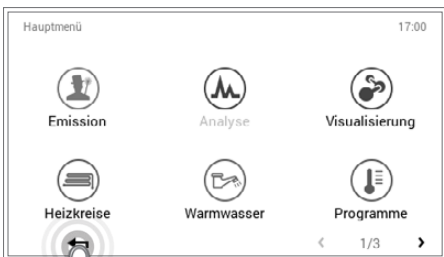 Hauptmenü 17:00
Emission Analyse Visualisierung
Heizkreise Warmwasser Programme
< 1/3 >